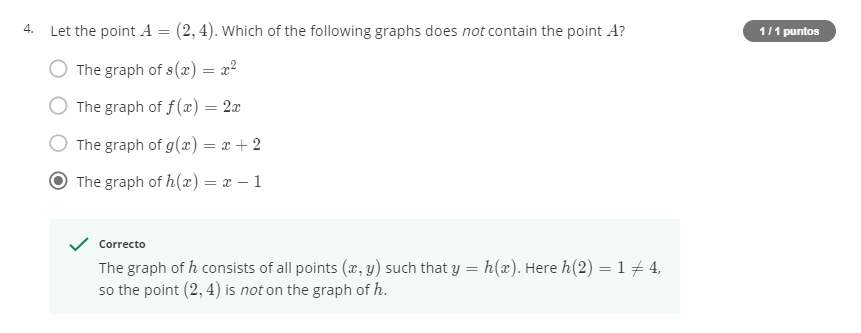 4. Let the point A = (2, 4). Which of the following graphs does not contain the point A?
1 / 1 puntos
The graph of s(x) = x²
The graph of f(x) = 2x
The graph of g(x) = x + 2
The graph of h(x) = x − 1
Correcto
The graph of h consists of all points (x, y) such that y = h(x). Here h(2) = 1 ≠ 4,
so the point (2, 4) is not on the graph of h.